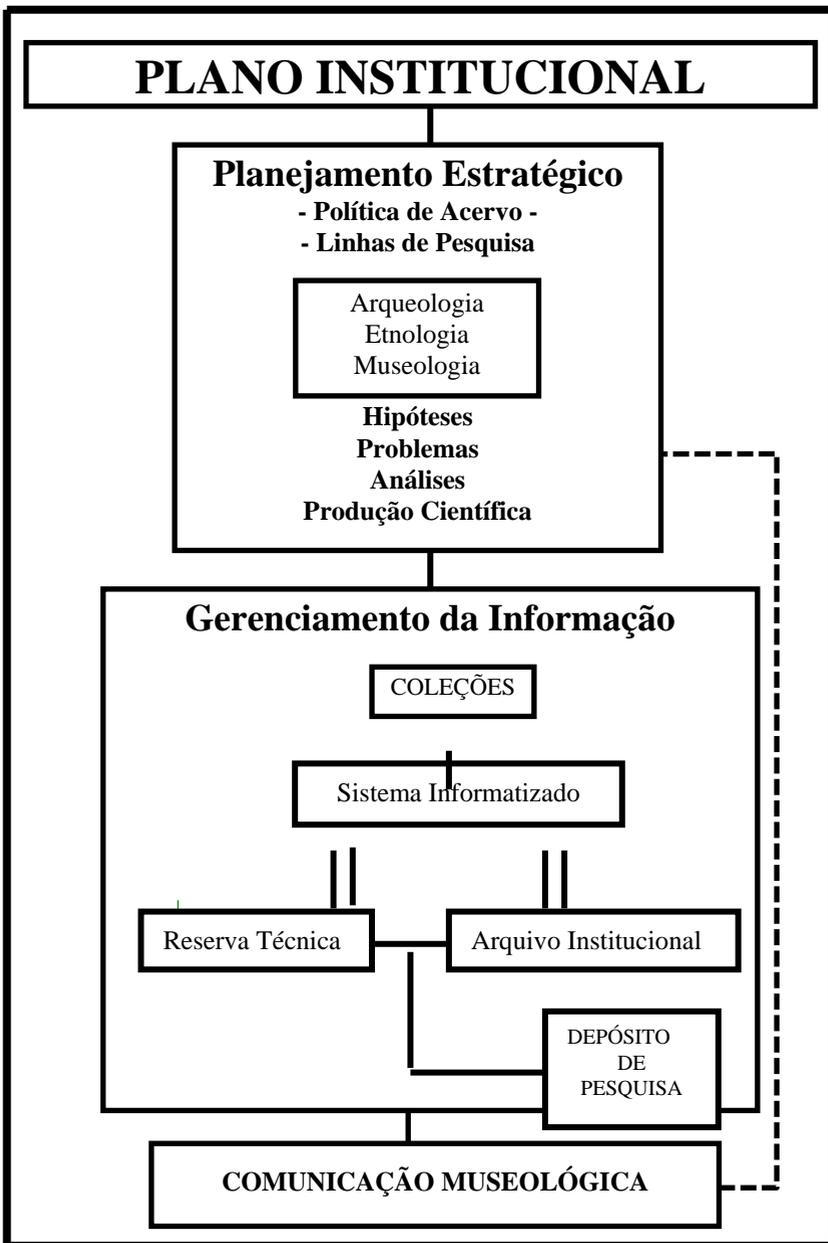 PLANO INSTITUCIONAL
Planejamento Estratégico
- Política de Acervo -
- Linhas de Pesquisa
Arqueologia
Etnologia
Museologia
Hipóteses
Problemas
Análises
Produção Científica
Gerenciamento da Informação
COLEÇÕES
Sistema Informatizado
Reserva Técnica
Arquivo Institucional
DEPÓSITO
DE
PESQUISA
COMUNICAÇÃO MUSEOLÓGICA